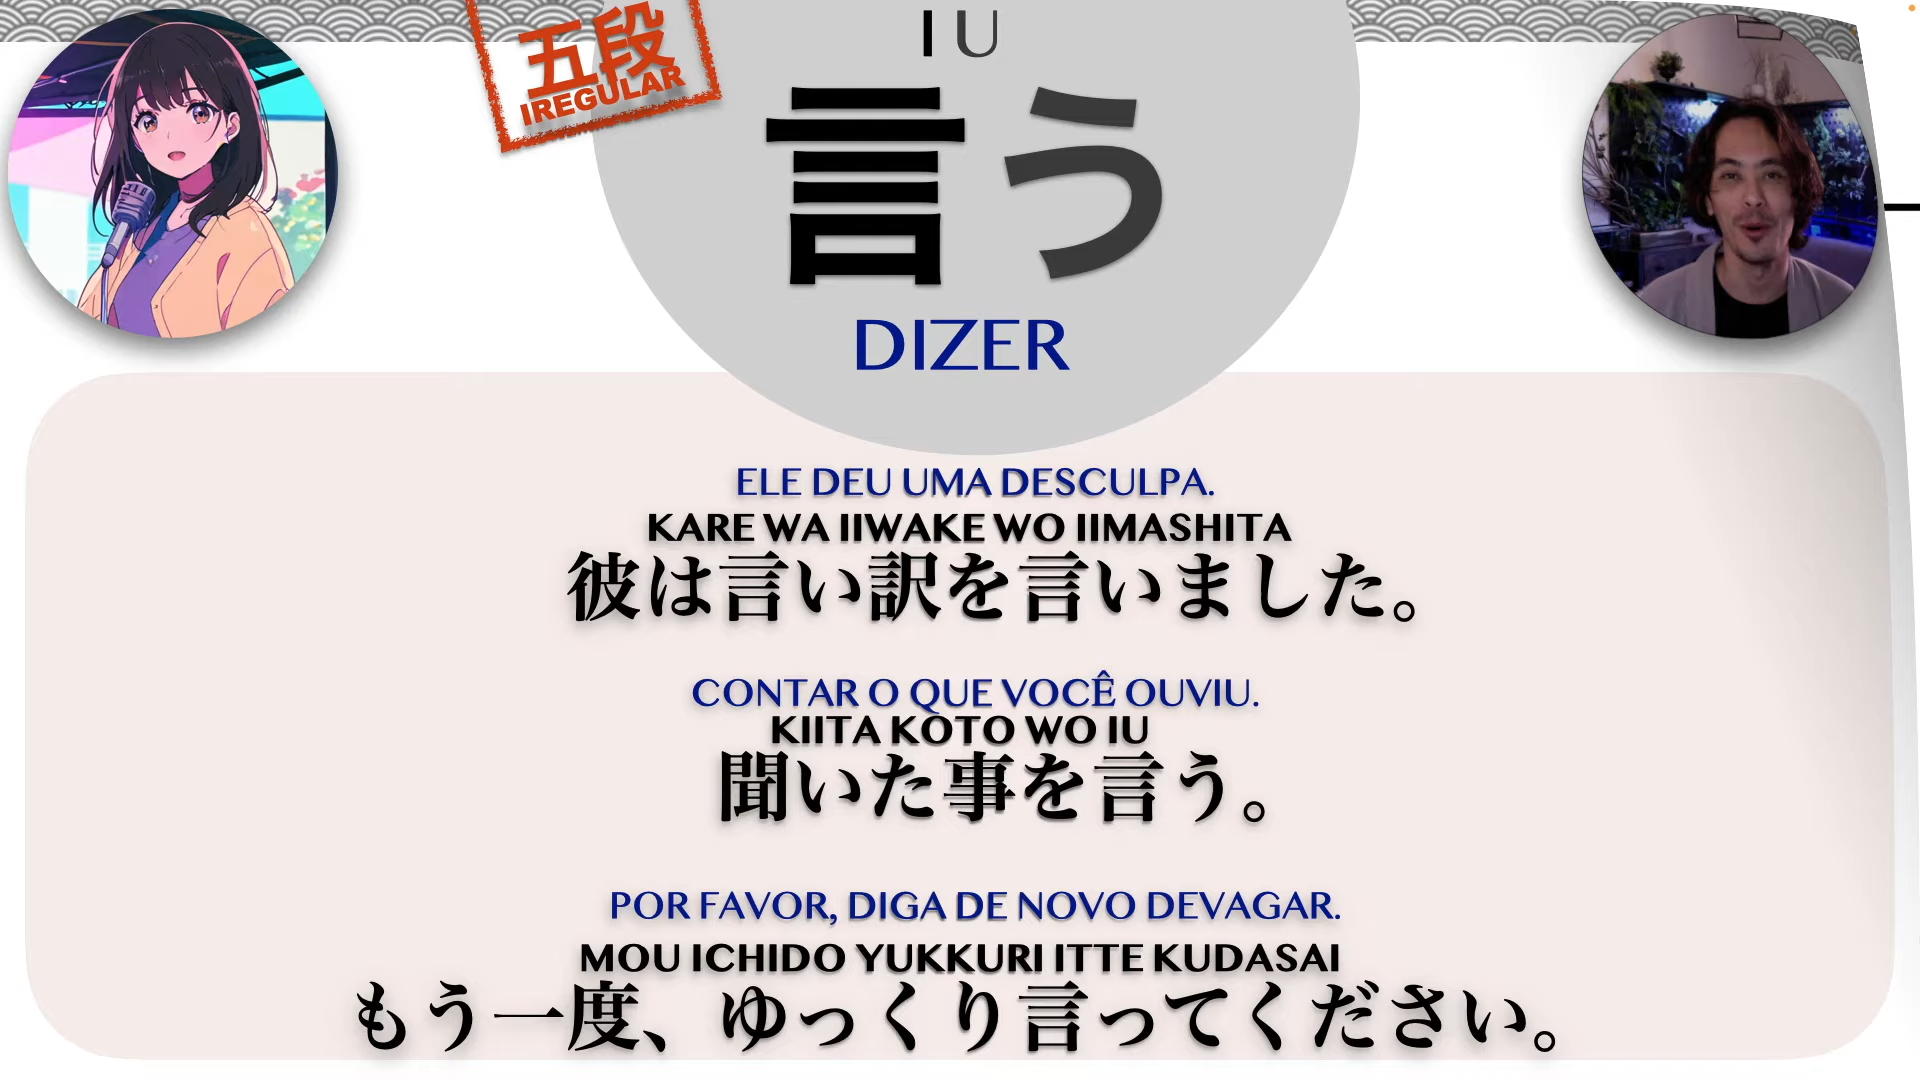 五段
IREGULAR
I U
言う
DIZER
ELE DEU UMA DESCULPA.
KARE WA IIWAKE WO IIMASHITA
彼は言い訳を言いました。
CONTAR O QUE VOCÊ OUVIU.
KIITA KOTO WO IU
聞いた事を言う。
POR FAVOR, DIGA DE NOVO DEVAGAR.
MOU ICHIDO YUKKURI ITTE KUDASAI
もう一度、ゆっくり言ってください。